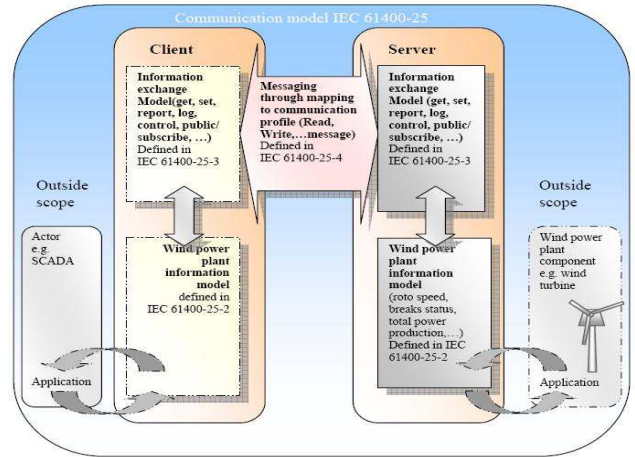 Communication model IEC 61400-25
Client
Information
exchange
Model(get, set,
report, log,
control, public/
subscribe, ...)
Defined in
IEC 61400-25-3
Messaging
through mapping
to communication
profile (Read,
Write,...message)
Defined in
IEC 61400-25-4
Server
Information
exchange
Model (get, set,
report, log,
control, public/
subscribe, ...)
Defined in
IEC 61400-25-3
Outside
scope
Actor
e.g.
SCADA
Application
Wind power
plant
information
model
defined in
IEC 61400-25-2
Wind power
plant
information
model
(roto speed,
breaks status,
total power
production,...)
Defined in IEC
61400-25-2
Outside
scope
Wind power
plant
component
e.g. wind
turbine
Application